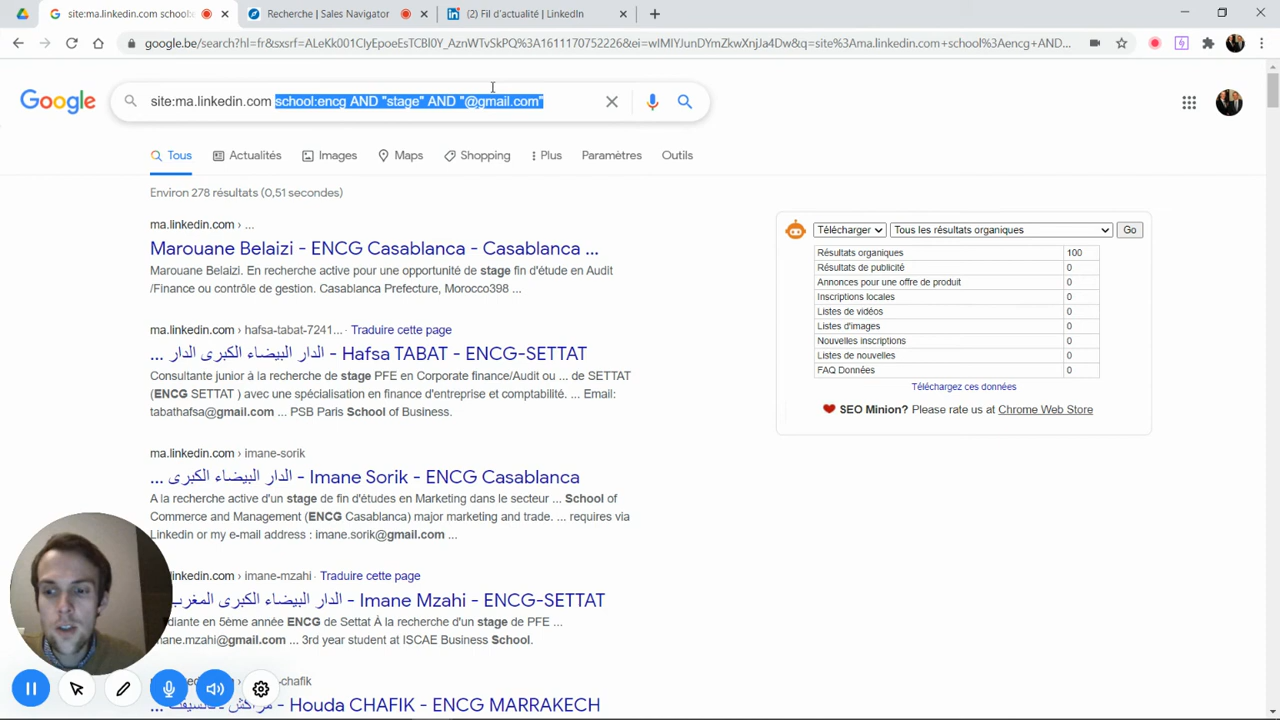 site:ma.linkedin.com school:
Recherche | Sales Navigator
(2) Fil d'actualité | LinkedIn
google.be/search?hl=fr&sxsrf=ALeKk001CIyEpoeEsTCBl0Y_AznWTvSkPQ%3A1611170752226&ei=wIMIYJunDYmZkwXnjJa4Dw&q=site%3Ama.linkedin.com+school%3Aencg+AND...
Google
site:ma.linkedin.com school:encg AND "stage" AND "@gmail.com"
Tous Actualités Images Maps Shopping Plus Paramètres Outils
Environ 278 résultats (0,51 secondes)
ma.linkedin.com › ...
Marouane Belaizi - ENCG Casablanca - Casablanca ...
Marouane Belaizi. En recherche active pour une opportunité de stage fin d'étude en Audit
/Finance ou contrôle de gestion. Casablanca Prefecture, Morocco398 ...
ma.linkedin.com › hafsa-tabat-7241... · Traduire cette page
... الدار البيضاء الكبرى الدار - Hafsa TABAT - ENCG-SETTAT
Consultante junior à la recherche de stage PFE en Corporate finance/Audit ou ... de SETTAT
(ENCG SETTAT ) avec une spécialisation en finance d'entreprise et comptabilité. ... Email:
tabathafsa@gmail.com ... PSB Paris School of Business.
ma.linkedin.com › imane-sorik
... الدار البيضاء الكبرى - Imane Sorik - ENCG Casablanca
A la recherche active d'un stage de fin d'études en Marketing dans le secteur ... School of
Commerce and Management (ENCG Casablanca) major marketing and trade. ... requires via
Linkedin or my e-mail address : imane.sorik@gmail.com ...
linkedin.com › imane-mzahi · Traduire cette page
الدار البيضاء الكبرى المغرب - Imane Mzahi - ENCG-SETTAT
diante en 5ème année ENCG de Settat À la recherche d'un stage de PFE ...
mane.mzahi@gmail.com ... 3rd year student at ISCAE Business School.
-chafik
- Houda CHAFIK - ENCG MARRAKECH
Télécharger Tous les résultats organiques Go
Résultats organiques 100
Résultats de publicité 0
Annonces pour une offre de produit 0
Inscriptions locales 0
Listes de vidéos 0
Listes d'images 0
Nouvelles inscriptions 0
Listes de nouvelles 0
FAQ Données 0
Téléchargez ces données
SEO Minion? Please rate us at Chrome Web Store